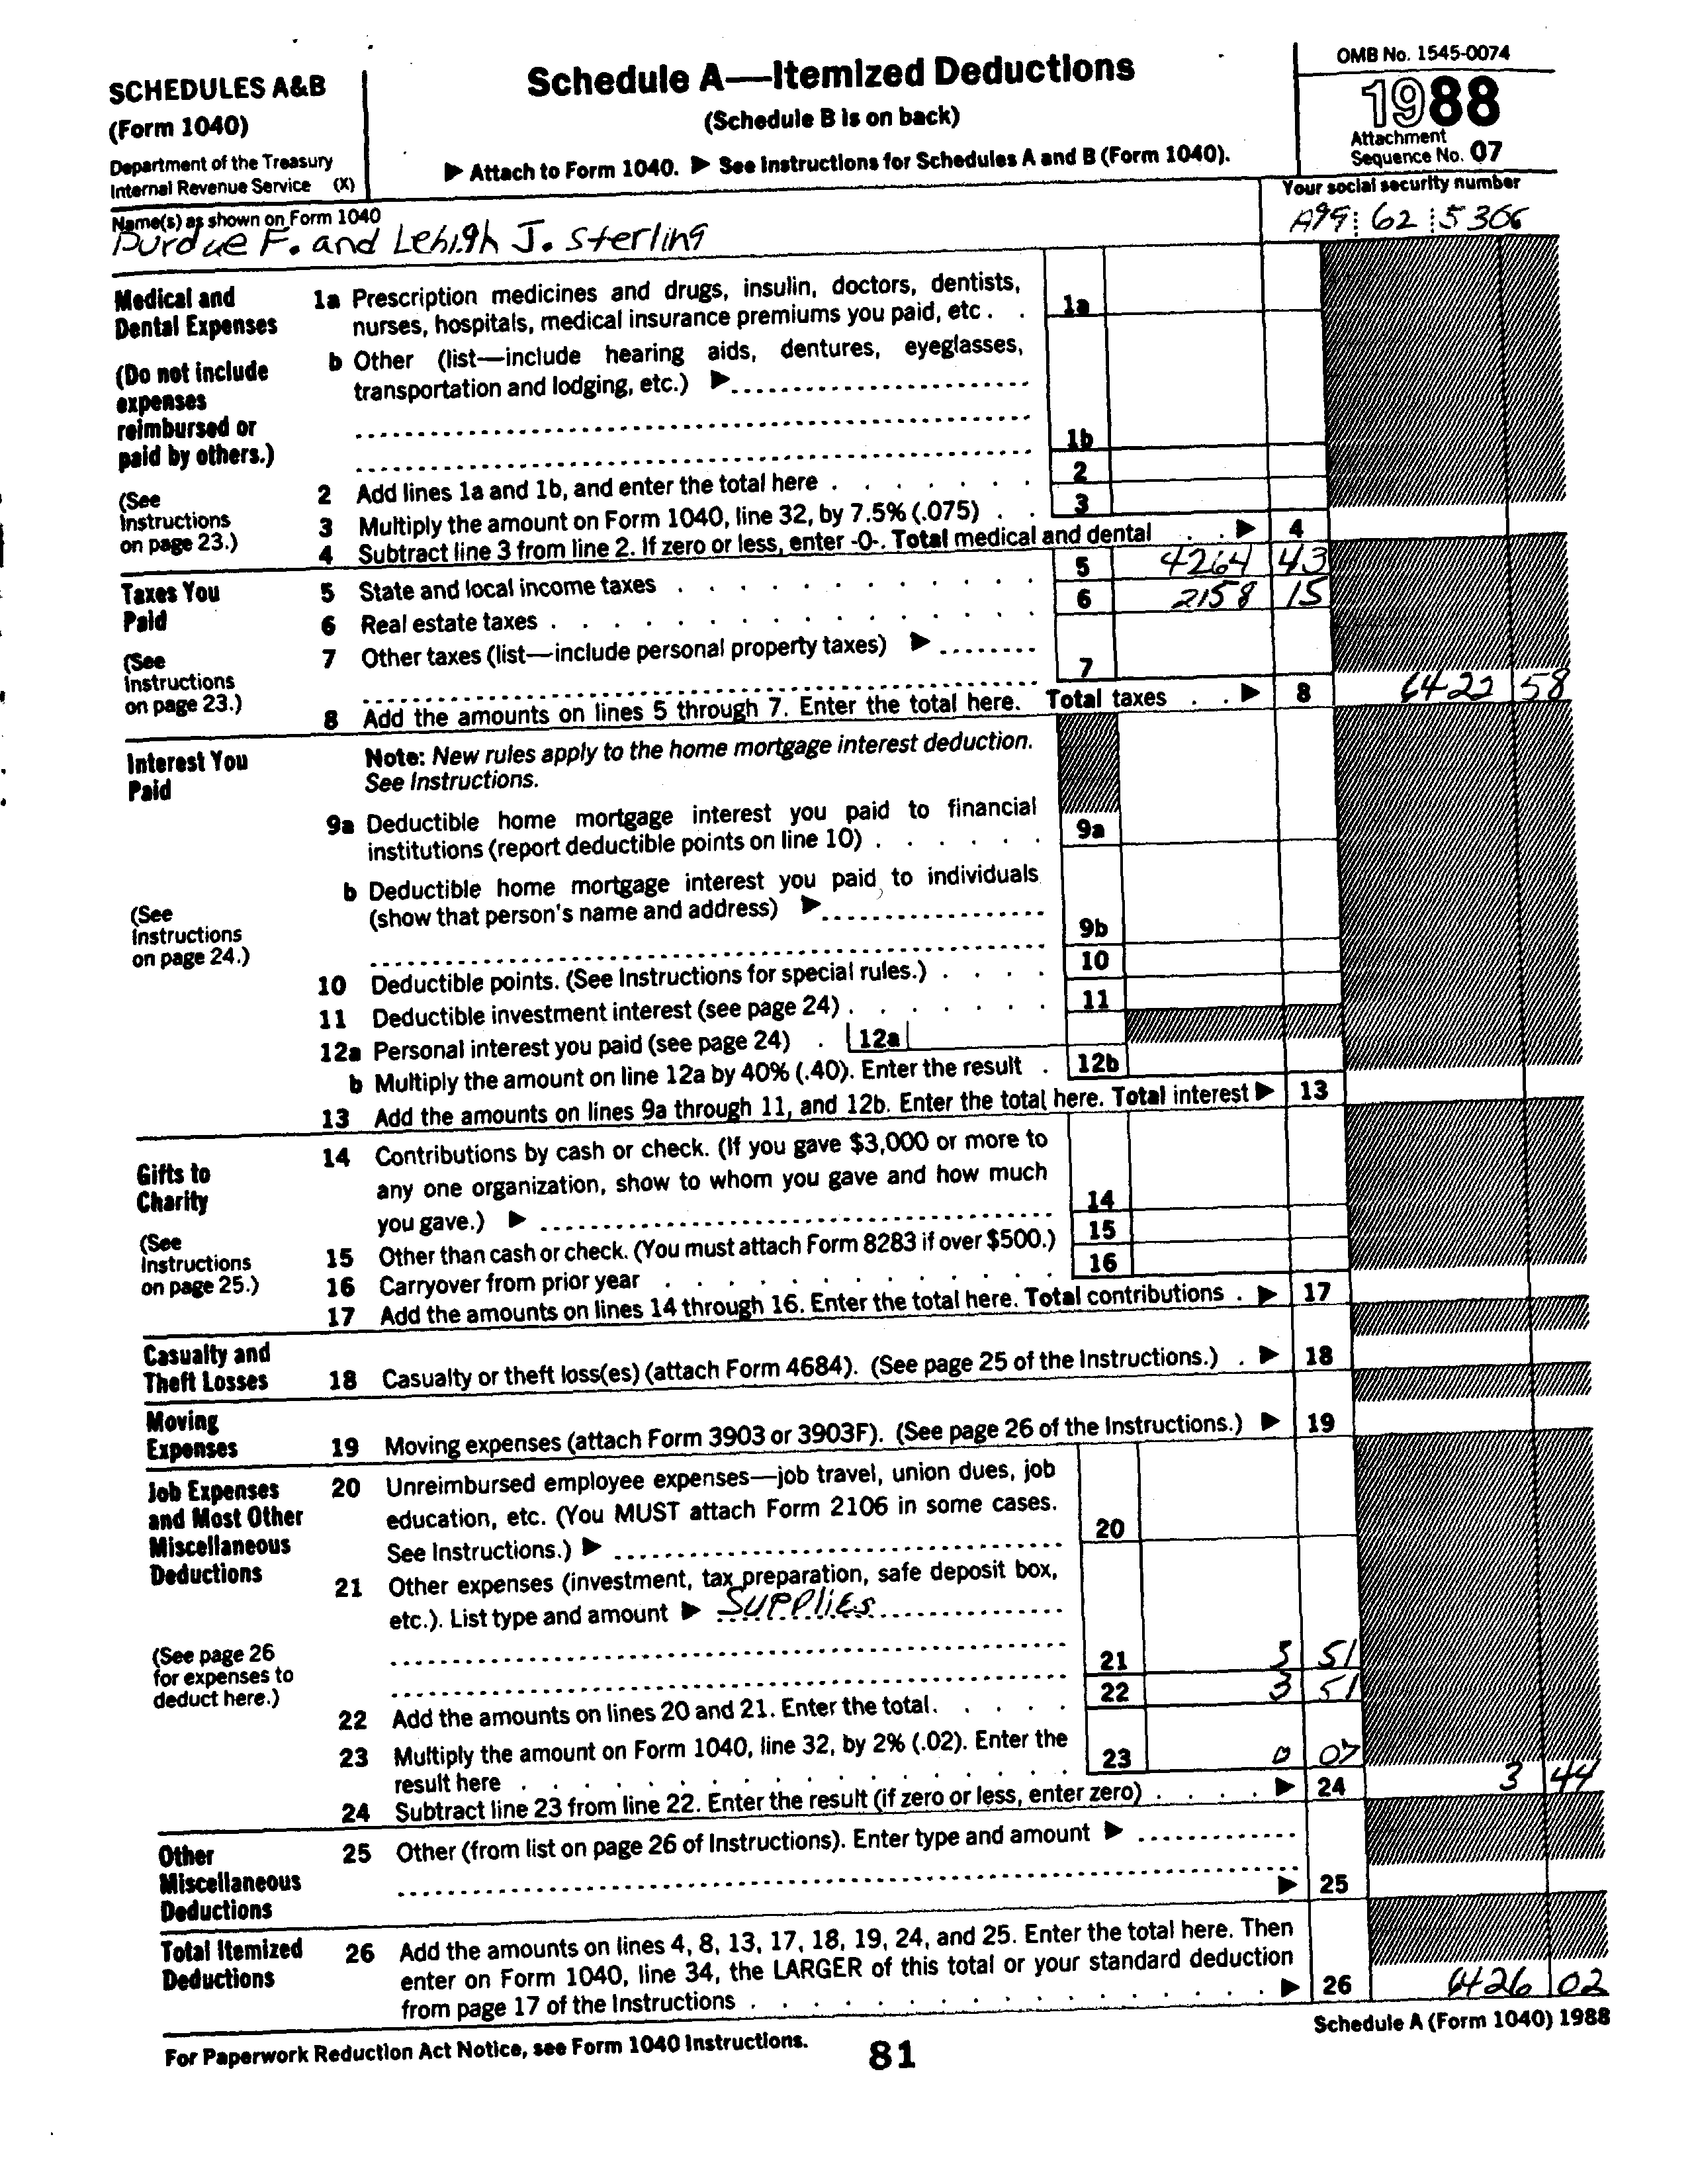 SCHEDULES A&B
(Form 1040)
Department of the Treasury
Internal Revenue Service (X)
Schedule A—Itemized Deductions
(Schedule B is on back)
▶ Attach to Form 1040. ▶ See Instructions for Schedules A and B (Form 1040).
OMB No. 1545-0074
1988
Attachment
Sequence No. 07
Name(s) as shown on Form 1040
Purdue F. and Lehigh J. Sterling
Your social security number
A99 62 5306
Medical and
Dental Expenses
(Do not include
expenses
reimbursed or
paid by others.)
(See
Instructions
on page 23.)
1a Prescription medicines and drugs, insulin, doctors, dentists,
nurses, hospitals, medical insurance premiums you paid, etc . . 1a
b Other (list—include hearing aids, dentures, eyeglasses,
transportation and lodging, etc.) ▶
1b
2 Add lines 1a and 1b, and enter the total here . . . . . . . 2
3 Multiply the amount on Form 1040, line 32, by 7.5% (.075) . . 3
4 Subtract line 3 from line 2. If zero or less, enter -0-. Total medical and dental . . ▶ 4
Taxes You
Paid
(See
Instructions
on page 23.)
5 State and local income taxes . . . . . . . . . . . . 5 4264 43
6 Real estate taxes . . . . . . . . . . . . . . . . 6 2158 15
7 Other taxes (list—include personal property taxes) ▶
7
8 Add the amounts on lines 5 through 7. Enter the total here. Total taxes . . ▶ 8 6422 58
Interest You
Paid
(See
Instructions
on page 24.)
Note: New rules apply to the home mortgage interest deduction.
See Instructions.
9a Deductible home mortgage interest you paid to financial
institutions (report deductible points on line 10) . . . . . . 9a
b Deductible home mortgage interest you paid to individuals
(show that person's name and address) ▶
9b
10 Deductible points. (See Instructions for special rules.) . . . . 10
11 Deductible investment interest (see page 24) . . . . . . . 11
12a Personal interest you paid (see page 24) . 12a
b Multiply the amount on line 12a by 40% (.40). Enter the result . 12b
13 Add the amounts on lines 9a through 11, and 12b. Enter the total here. Total interest ▶ 13
Gifts to
Charity
(See
Instructions
on page 25.)
14 Contributions by cash or check. (If you gave $3,000 or more to
any one organization, show to whom you gave and how much
you gave.) ▶ 14
15 Other than cash or check. (You must attach Form 8283 if over $500.) 15
16 Carryover from prior year . . . . . . . . . . . . . 16
17 Add the amounts on lines 14 through 16. Enter the total here. Total contributions . ▶ 17
Casualty and
Theft Losses
18 Casualty or theft loss(es) (attach Form 4684). (See page 25 of the Instructions.) . ▶ 18
Moving
Expenses
19 Moving expenses (attach Form 3903 or 3903F). (See page 26 of the Instructions.) ▶ 19
Job Expenses
and Most Other
Miscellaneous
Deductions
(See page 26
for expenses to
deduct here.)
20 Unreimbursed employee expenses—job travel, union dues, job
education, etc. (You MUST attach Form 2106 in some cases.
See Instructions.) ▶ 20
21 Other expenses (investment, tax preparation, safe deposit box,
etc.). List type and amount ▶ Supplies
21 3 51
22 Add the amounts on lines 20 and 21. Enter the total. . . . . 22 3 51
23 Multiply the amount on Form 1040, line 32, by 2% (.02). Enter the
result here . . . . . . . . . . . . . . . . . . 23 0 07
24 Subtract line 23 from line 22. Enter the result (if zero or less, enter zero) . . . . ▶ 24 3 44
Other
Miscellaneous
Deductions
25 Other (from list on page 26 of Instructions). Enter type and amount ▶
▶ 25
Total Itemized
Deductions
26 Add the amounts on lines 4, 8, 13, 17, 18, 19, 24, and 25. Enter the total here. Then
enter on Form 1040, line 34, the LARGER of this total or your standard deduction
from page 17 of the Instructions . . . . . . . . . . . . . . . . . ▶ 26 6426 02
For Paperwork Reduction Act Notice, see Form 1040 Instructions.
81
Schedule A (Form 1040) 1988